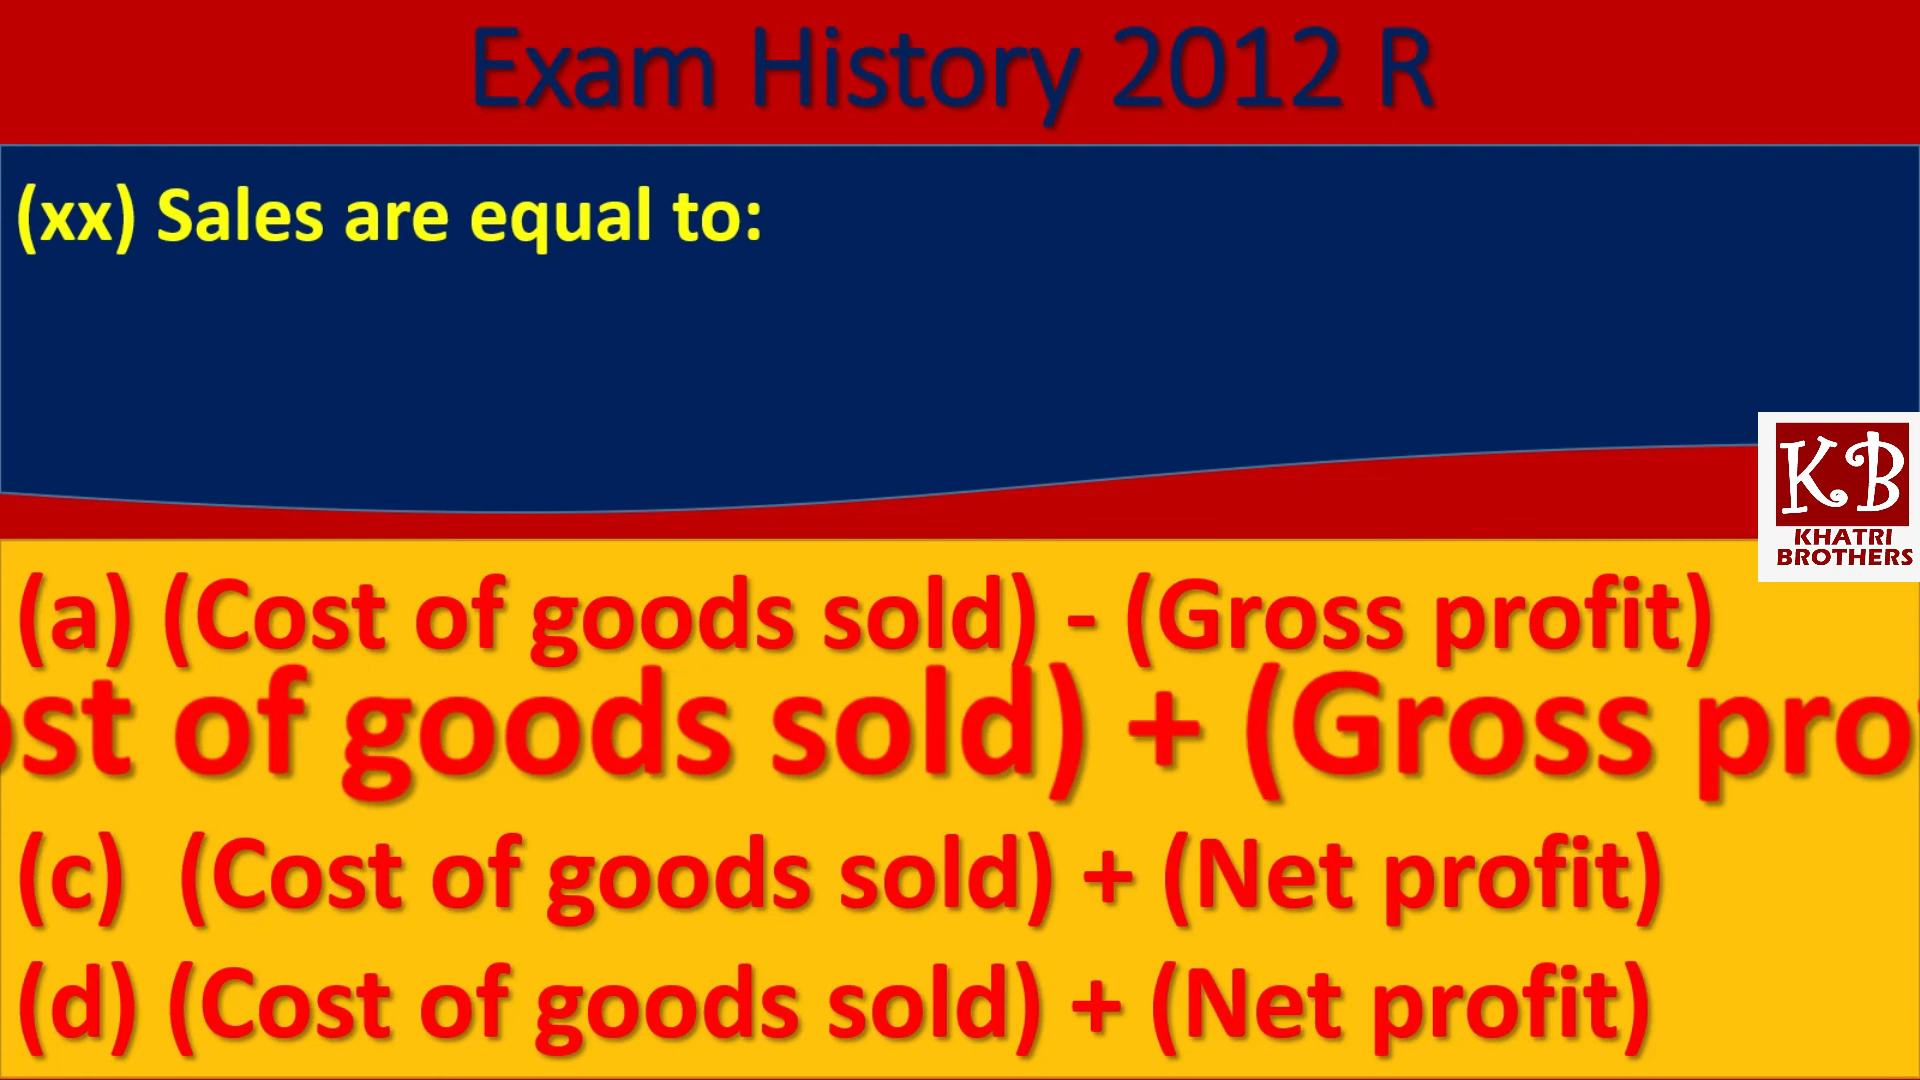 Exam History 2012 R
(xx) Sales are equal to:
KB
KHATRI
BROTHERS
(a) (Cost of goods sold) - (Gross profit)
ost of goods sold) + (Gross pro
(c) (Cost of goods sold) + (Net profit)
(d) (Cost of goods sold) + (Net profit)